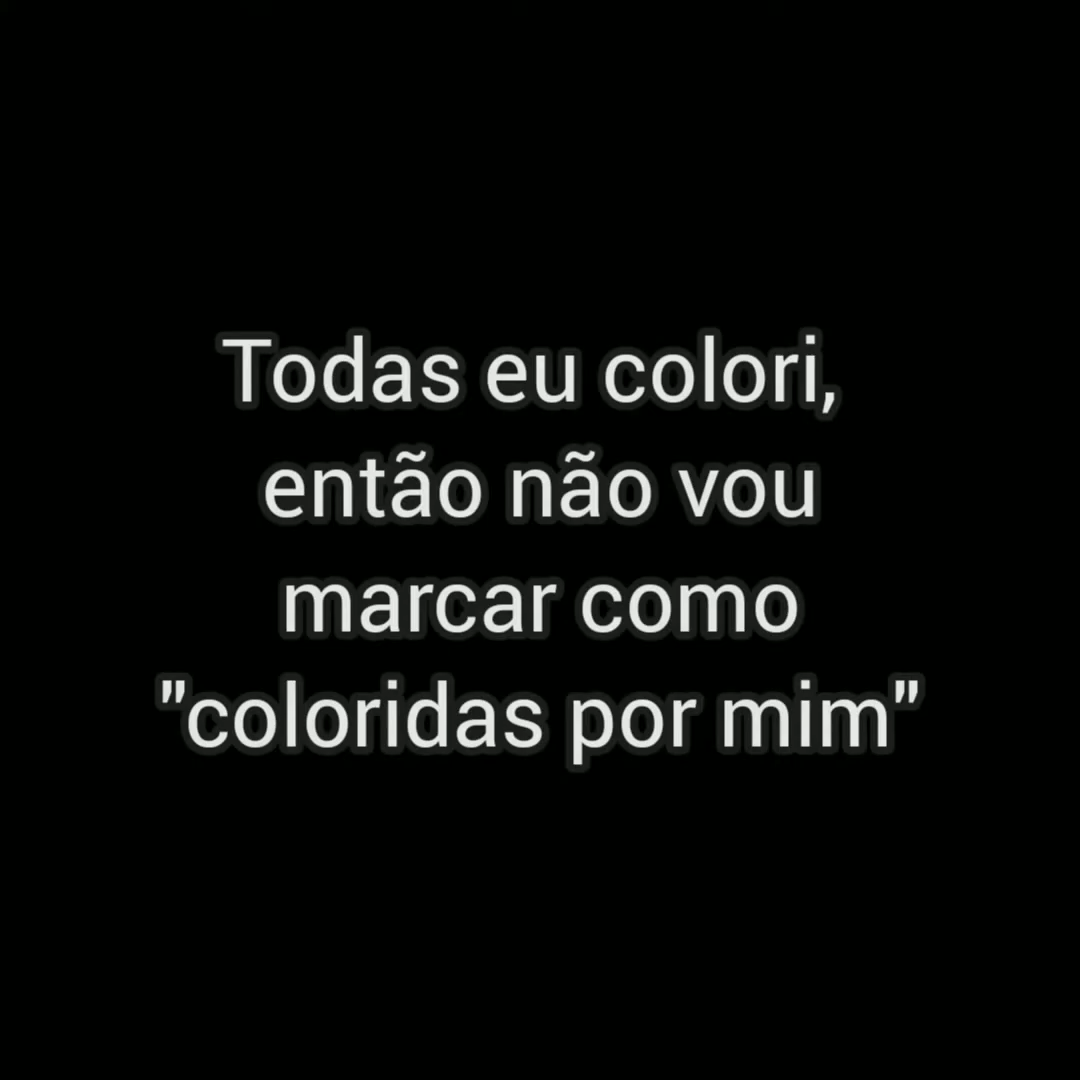 Todas eu colori,
então não vou
marcar como
"coloridas por mim"